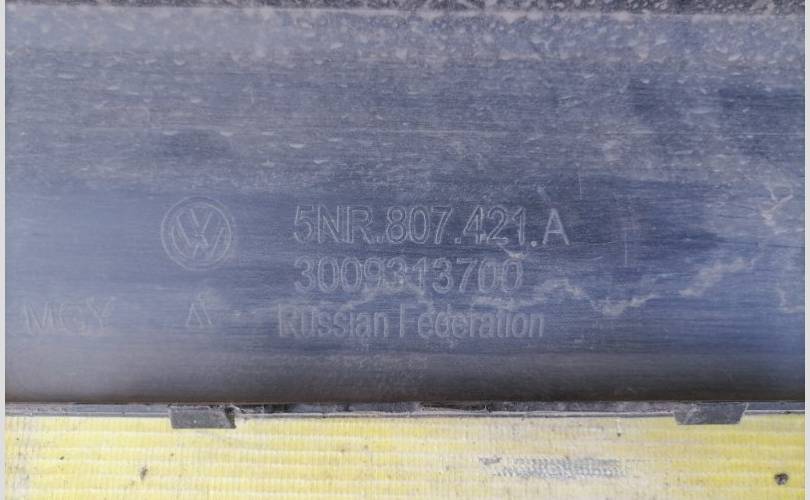 5NR.807.421.A
3009313700
Russian Federation